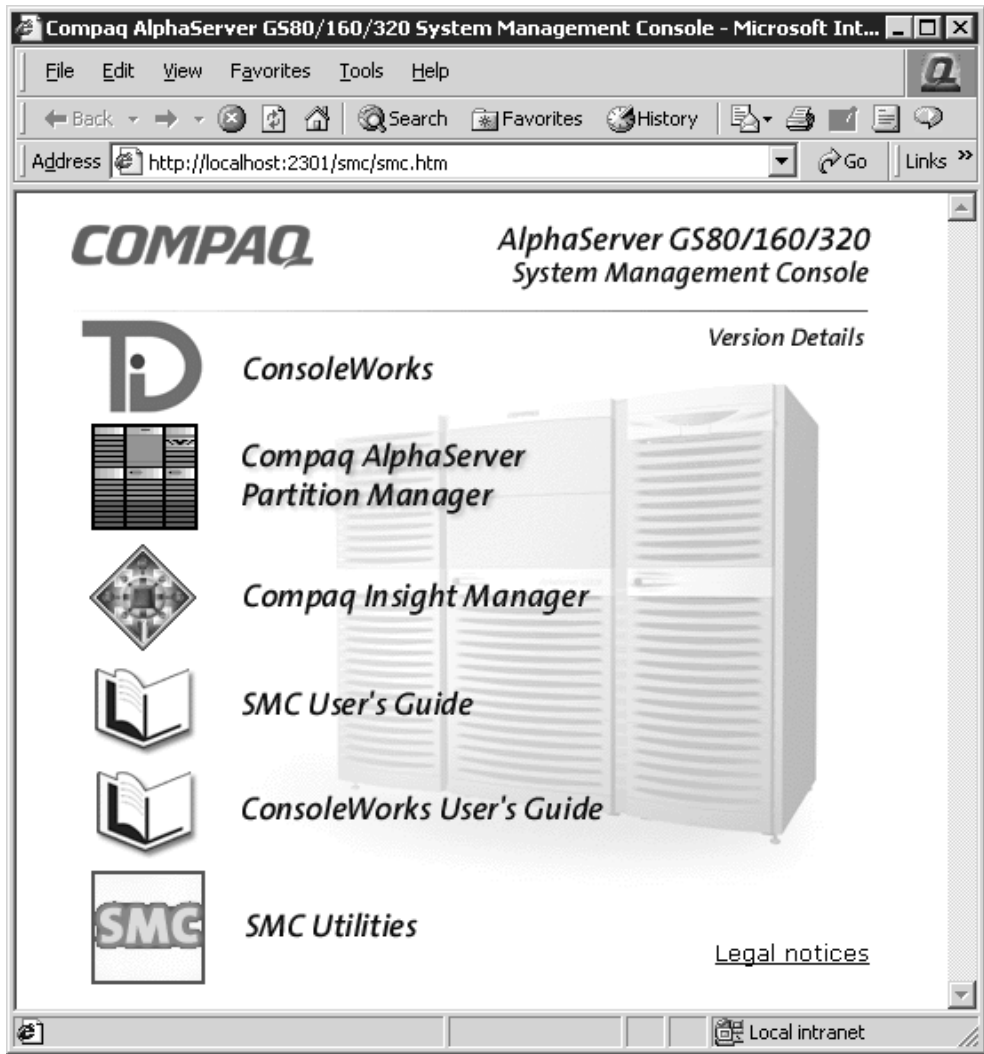 Compaq AlphaServer GS80/160/320 System Management Console - Microsoft Int...
File Edit View Favorites Tools Help
Back Search Favorites History
Address http://localhost:2301/smc/smc.htm Go Links »
COMPAQ
AlphaServer GS80/160/320
System Management Console
Version Details
TiD
ConsoleWorks
Compaq AlphaServer
Partition Manager
Compaq Insight Manager
SMC User's Guide
ConsoleWorks User's Guide
SMC
SMC Utilities
Legal notices
Local intranet